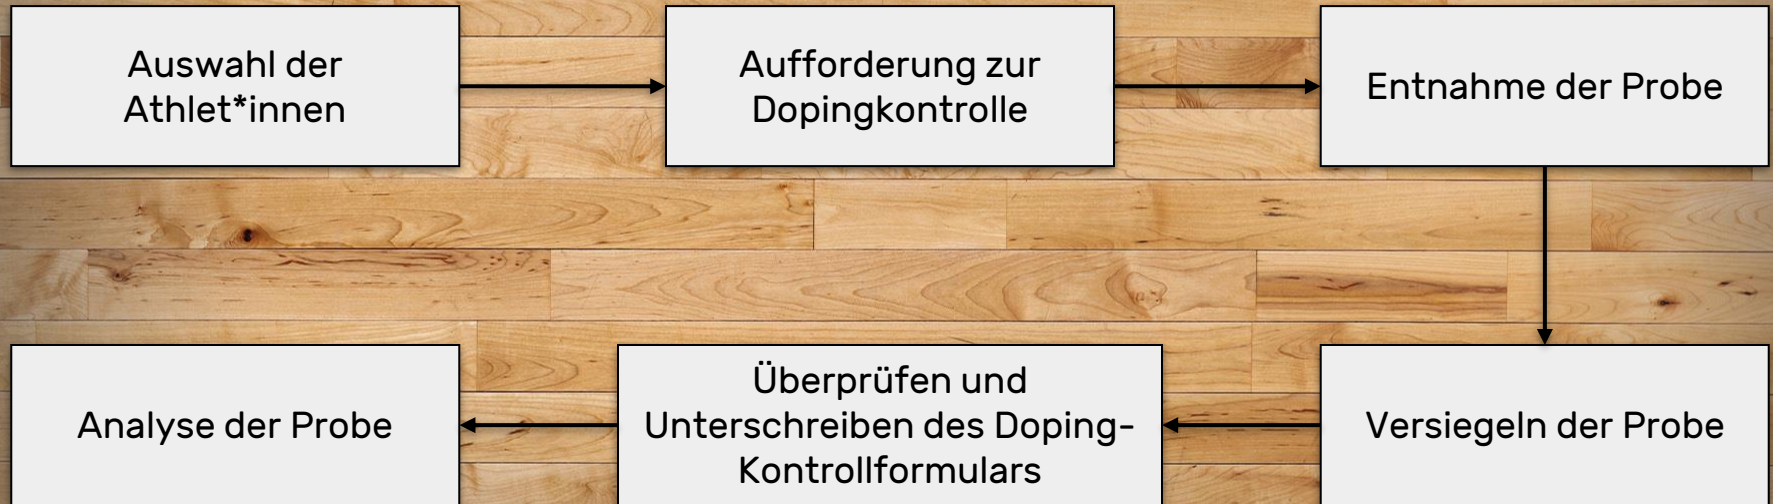 Auswahl der
Athlet*innen
Aufforderung zur
Dopingkontrolle
Entnahme der Probe
Versiegeln der Probe
Überprüfen und
Unterschreiben des Doping-
Kontrollformulars
Analyse der Probe